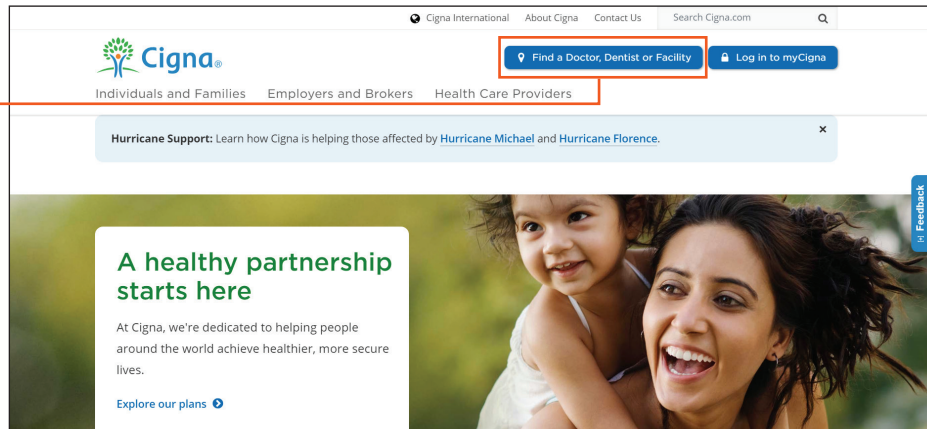 Cigna International About Cigna Contact Us Search Cigna.com
Cigna®
Find a Doctor, Dentist or Facility Log in to myCigna
Individuals and Families Employers and Brokers Health Care Providers
Hurricane Support: Learn how Cigna is helping those affected by Hurricane Michael and Hurricane Florence. ×
Feedback
A healthy partnership
starts here
At Cigna, we're dedicated to helping people
around the world achieve healthier, more secure
lives.
Explore our plans